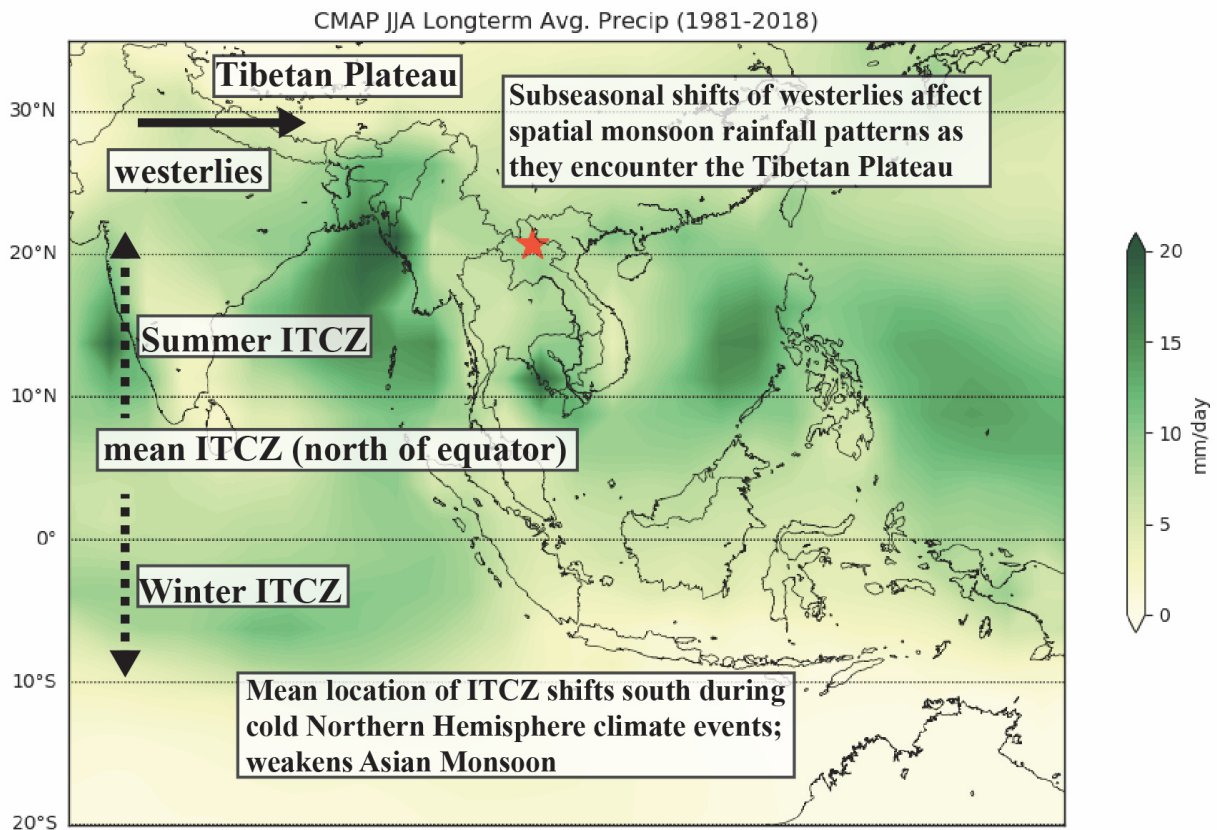 CMAP JJA Longterm Avg. Precip (1981-2018)
Tibetan Plateau
westerlies
Subseasonal shifts of westerlies affect
spatial monsoon rainfall patterns as
they encounter the Tibetan Plateau
30°N
20°N
Summer ITCZ
10°N
mean ITCZ (north of equator)
0°
Winter ITCZ
10°S
Mean location of ITCZ shifts south during
cold Northern Hemisphere climate events;
weakens Asian Monsoon
20°S
20
15
10
5
0
mm/day